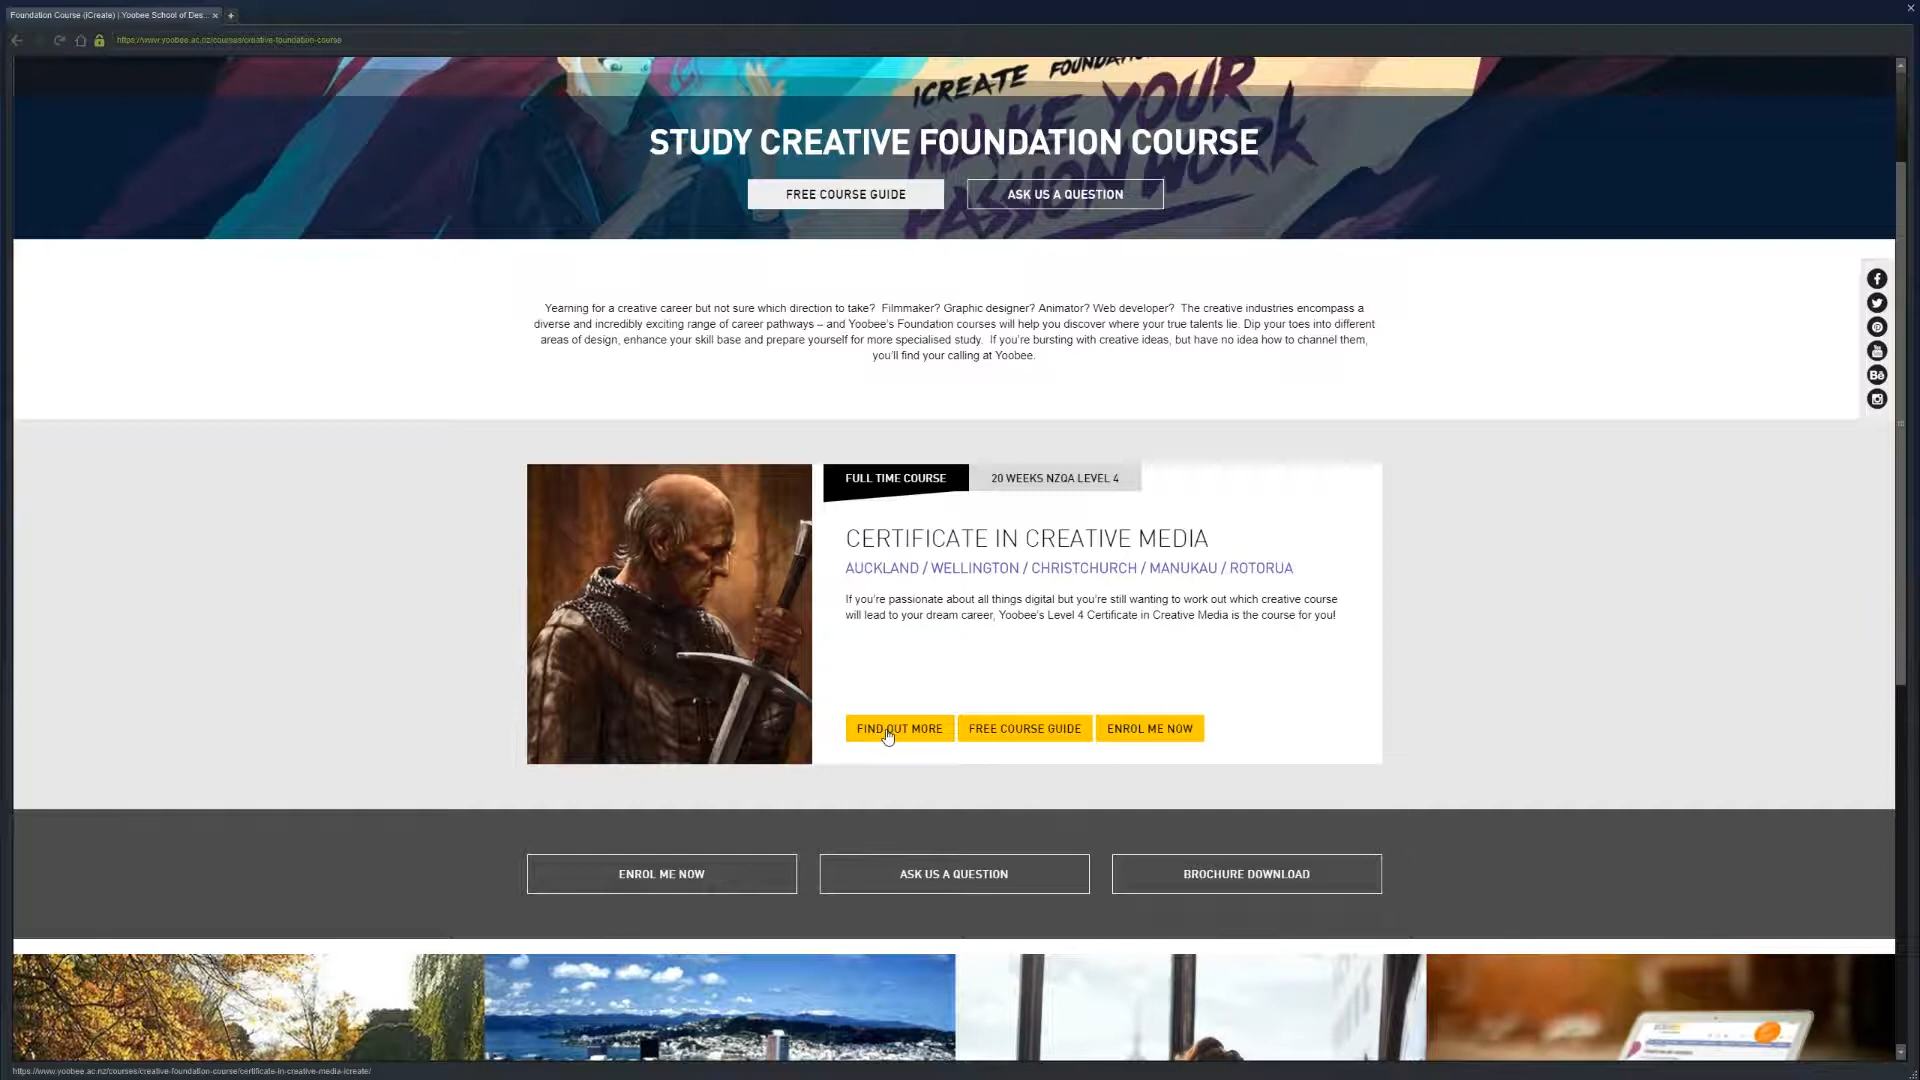 Foundation Course (iCreate) | Yoobee School of Des...
https://www.yoobee.ac.nz/courses/creative-foundation-course
ICREATE FOUNDATION
MAKE YOUR
PASSION WORK
STUDY CREATIVE FOUNDATION COURSE
FREE COURSE GUIDE
ASK US A QUESTION
Yearning for a creative career but not sure which direction to take? Filmmaker? Graphic designer? Animator? Web developer? The creative industries encompass a
diverse and incredibly exciting range of career pathways – and Yoobee's Foundation courses will help you discover where your true talents lie. Dip your toes into different
areas of design, enhance your skill base and prepare yourself for more specialised study. If you're bursting with creative ideas, but have no idea how to channel them,
you'll find your calling at Yoobee.
You
Bē
FULL TIME COURSE
20 WEEKS NZQA LEVEL 4
CERTIFICATE IN CREATIVE MEDIA
AUCKLAND / WELLINGTON / CHRISTCHURCH / MANUKAU / ROTORUA
If you're passionate about all things digital but you're still wanting to work out which creative course
will lead to your dream career, Yoobee's Level 4 Certificate in Creative Media is the course for you!
FIND OUT MORE
FREE COURSE GUIDE
ENROL ME NOW
ENROL ME NOW
ASK US A QUESTION
BROCHURE DOWNLOAD
https://www.yoobee.ac.nz/courses/creative-foundation-course/certificate-in-creative-media-icreate/